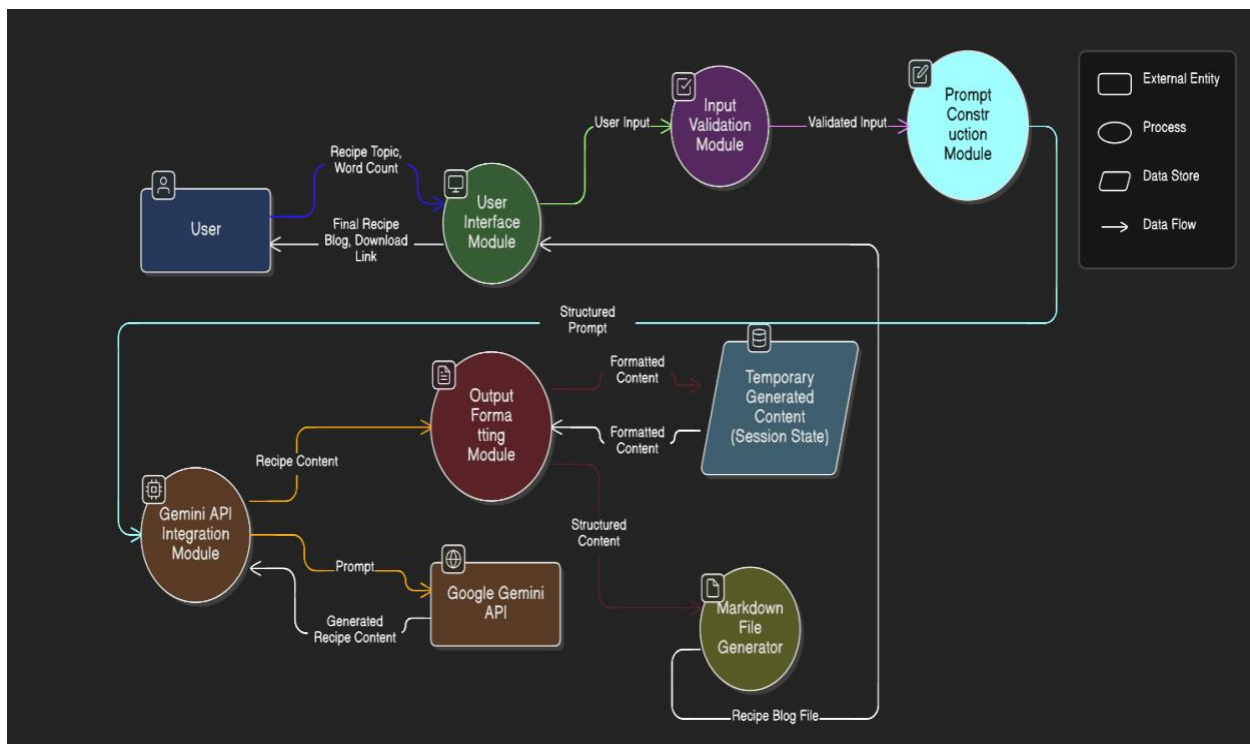 Input
Validation
Module
Prompt
Constr
uction
Module
External Entity
Process
Data Store
Data Flow
User Input
Validated Input
Recipe Topic,
Word Count
User
User
Interface
Module
Final Recipe
Blog, Download
Link
Structured
Prompt
Output
Forma
tting
Module
Formatted
Content
Formatted
Content
Temporary
Generated
Content
(Session State)
Recipe Content
Gemini API
Integration
Module
Structured
Content
Prompt
Google Gemini
API
Generated
Recipe Content
Markdown
File
Generator
Recipe Blog File